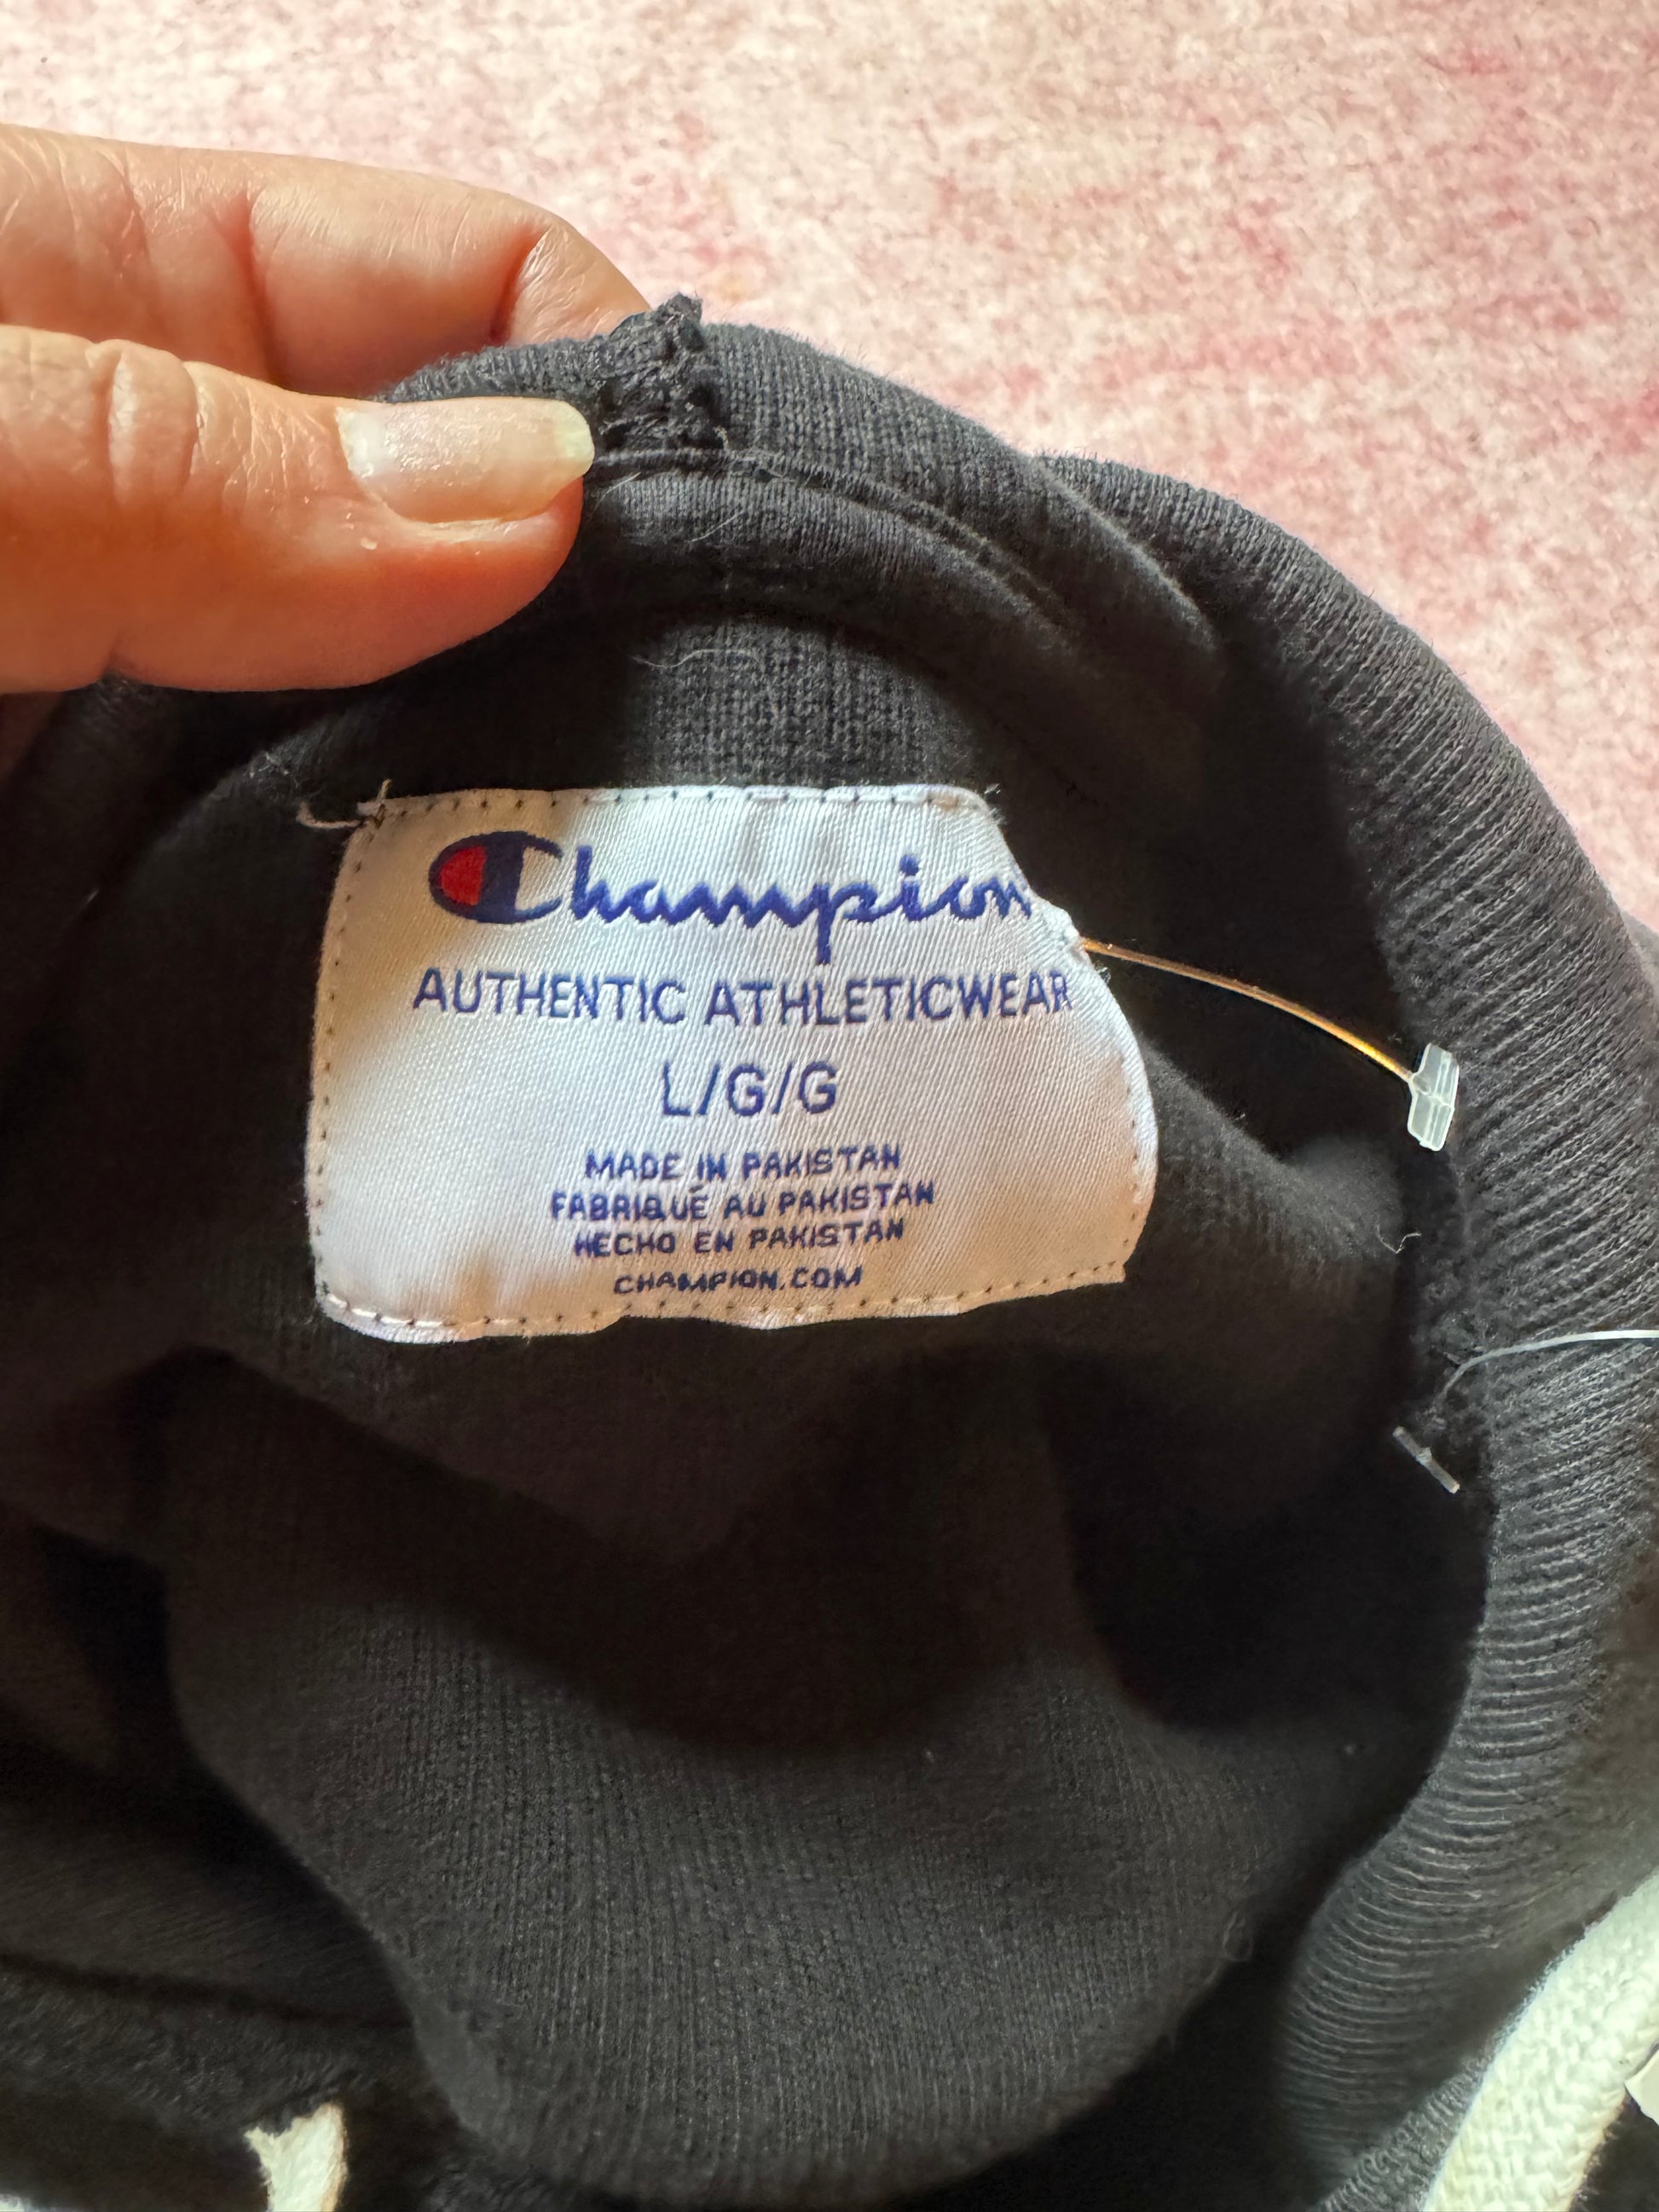 Champion
AUTHENTIC ATHLETICWEAR
L/G/G
MADE IN PAKISTAN
FABRIQUÉ AU PAKISTAN
HECHO EN PAKISTAN
CHAMPION.COM